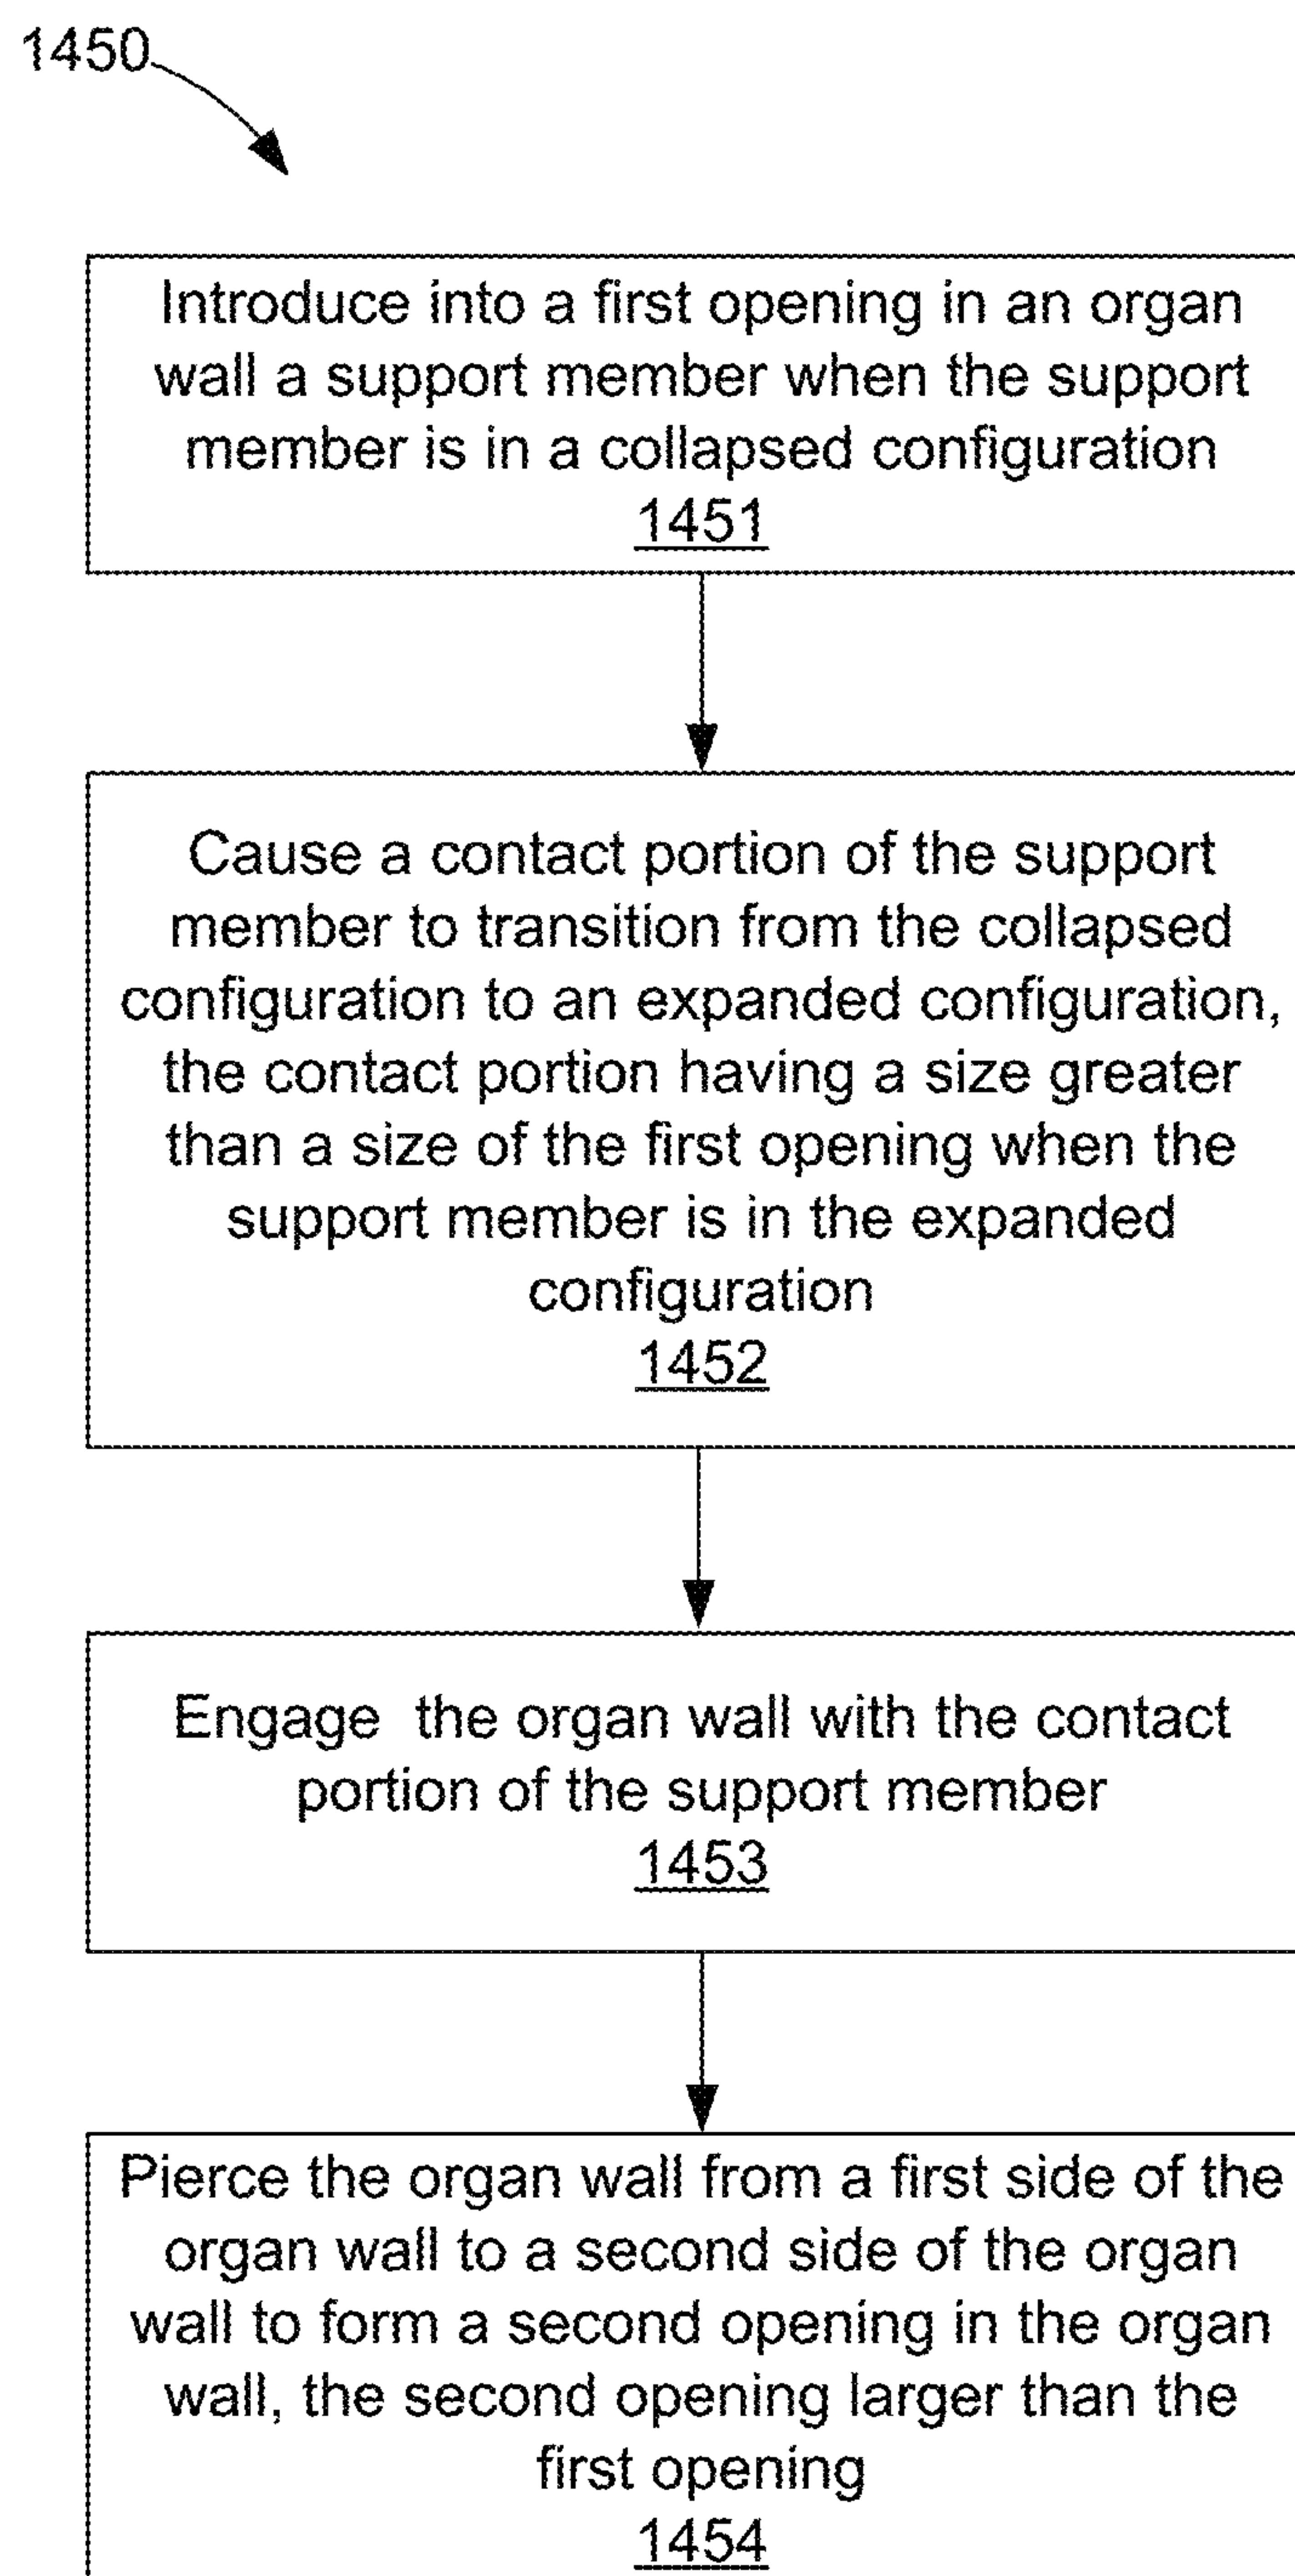 1450
Introduce into a first opening in an organ
wall a support member when the support
member is in a collapsed configuration
1451
Cause a contact portion of the support
member to transition from the collapsed
configuration to an expanded configuration,
the contact portion having a size greater
than a size of the first opening when the
support member is in the expanded
configuration
1452
Engage the organ wall with the contact
portion of the support member
1453
Pierce the organ wall from a first side of the
organ wall to a second side of the organ
wall to form a second opening in the organ
wall, the second opening larger than the
first opening
1454